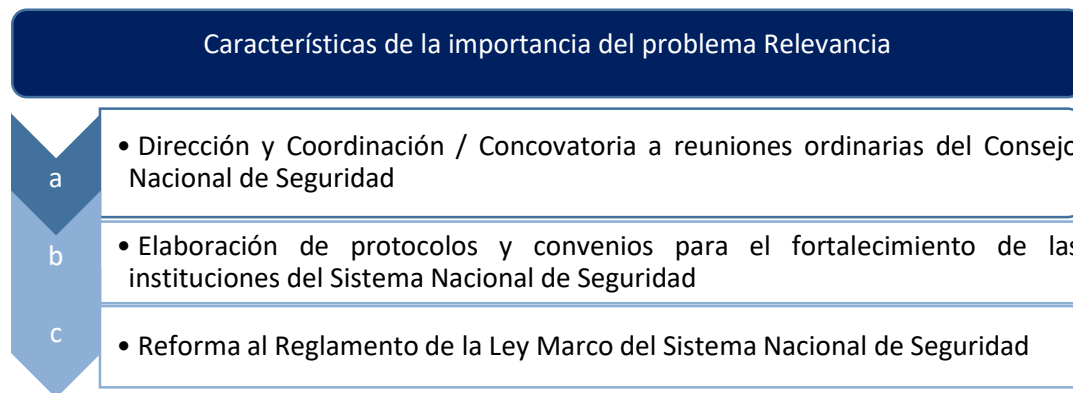 Características de la importancia del problema Relevancia
a
• Dirección y Coordinación / Concovatoria a reuniones ordinarias del Consejo
Nacional de Seguridad
b
• Elaboración de protocolos y convenios para el fortalecimiento de las
instituciones del Sistema Nacional de Seguridad
c
• Reforma al Reglamento de la Ley Marco del Sistema Nacional de Seguridad